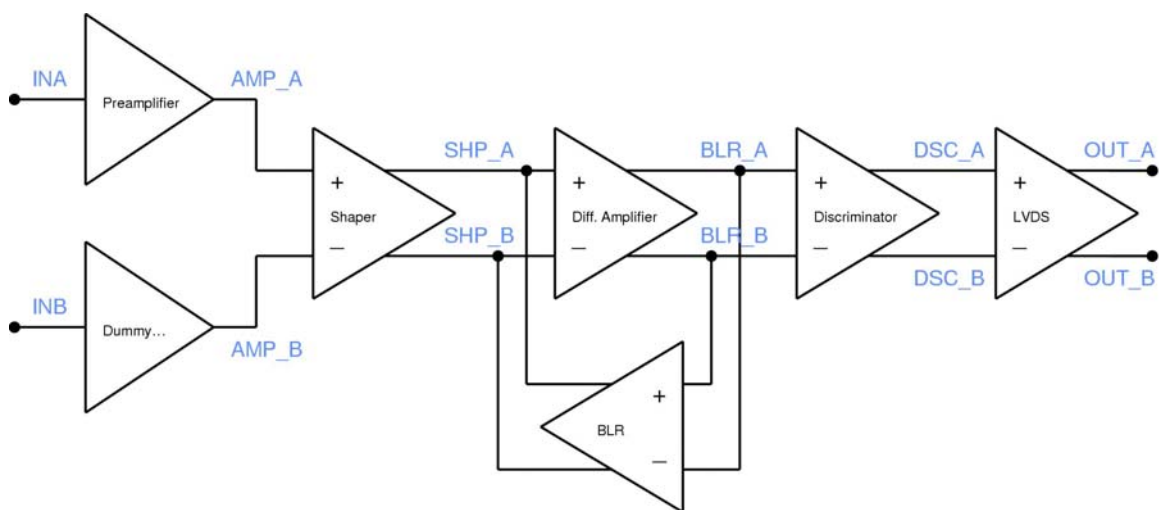 INA
AMP_A
Preamplifier
SHP_A
BLR_A
DSC_A
OUT_A
+
+
+
+
Shaper
Diff. Amplifier
Discriminator
LVDS
−
−
−
−
SHP_B
BLR_B
DSC_B
OUT_B
INB
Dummy...
AMP_B
+
BLR
−